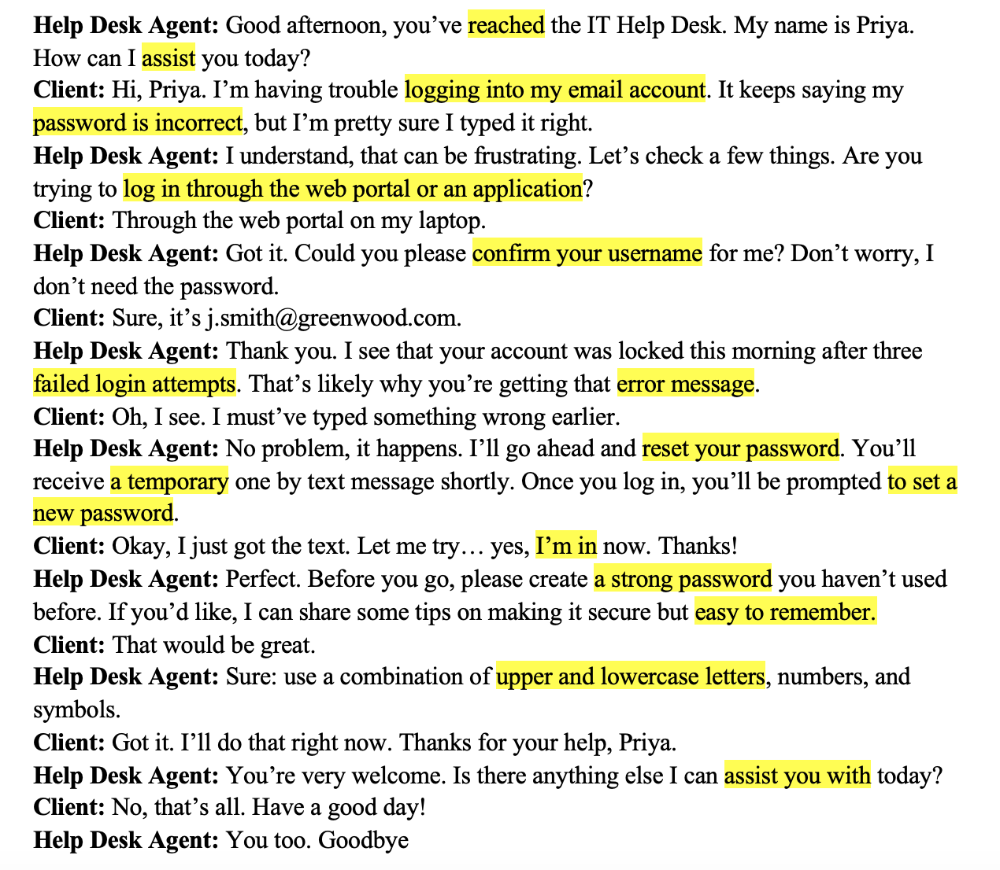 Help Desk Agent: Good afternoon, you’ve reached the IT Help Desk. My name is Priya.
How can I assist you today?
Client: Hi, Priya. I’m having trouble logging into my email account. It keeps saying my
password is incorrect, but I’m pretty sure I typed it right.
Help Desk Agent: I understand, that can be frustrating. Let’s check a few things. Are you
trying to log in through the web portal or an application?
Client: Through the web portal on my laptop.
Help Desk Agent: Got it. Could you please confirm your username for me? Don’t worry, I
don’t need the password.
Client: Sure, it’s j.smith@greenwood.com.
Help Desk Agent: Thank you. I see that your account was locked this morning after three
failed login attempts. That’s likely why you’re getting that error message.
Client: Oh, I see. I must’ve typed something wrong earlier.
Help Desk Agent: No problem, it happens. I’ll go ahead and reset your password. You’ll
receive a temporary one by text message shortly. Once you log in, you’ll be prompted to set a
new password.
Client: Okay, I just got the text. Let me try… yes, I’m in now. Thanks!
Help Desk Agent: Perfect. Before you go, please create a strong password you haven’t used
before. If you’d like, I can share some tips on making it secure but easy to remember.
Client: That would be great.
Help Desk Agent: Sure: use a combination of upper and lowercase letters, numbers, and
symbols.
Client: Got it. I’ll do that right now. Thanks for your help, Priya.
Help Desk Agent: You’re very welcome. Is there anything else I can assist you with today?
Client: No, that’s all. Have a good day!
Help Desk Agent: You too. Goodbye